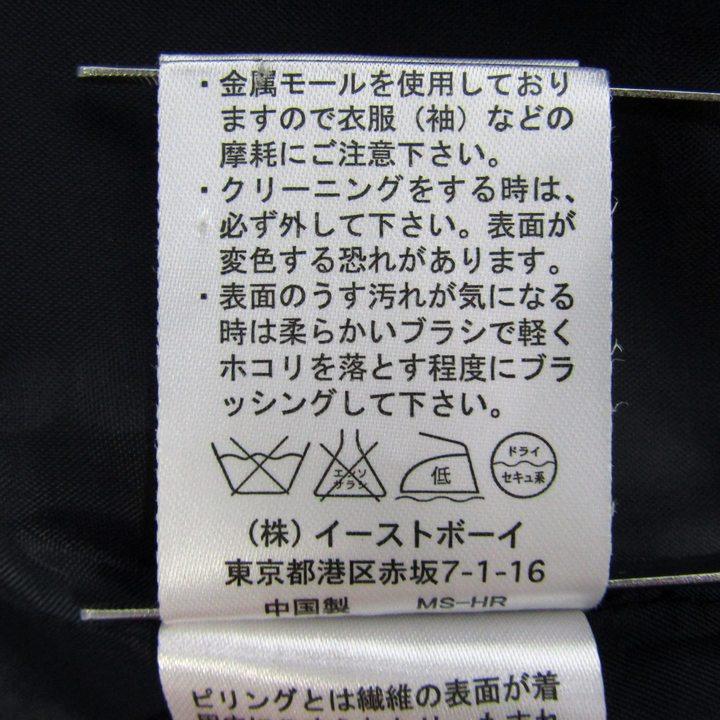 ・金属モールを使用しており
ますので衣服（袖）などの
摩耗にご注意下さい。
・クリーニングをする時は、
必ず外して下さい。表面が
変色する恐れがあります。
・表面のうす汚れが気になる
時は柔らかいブラシで軽く
ホコリを落とす程度にブラ
ッシングして下さい。
エンソ
サラシ
低
ドライ
セキユ系
（株）イーストボーイ
東京都港区赤坂7-1-16
中国製 MS-HR
ピリングとは繊維の表面が着